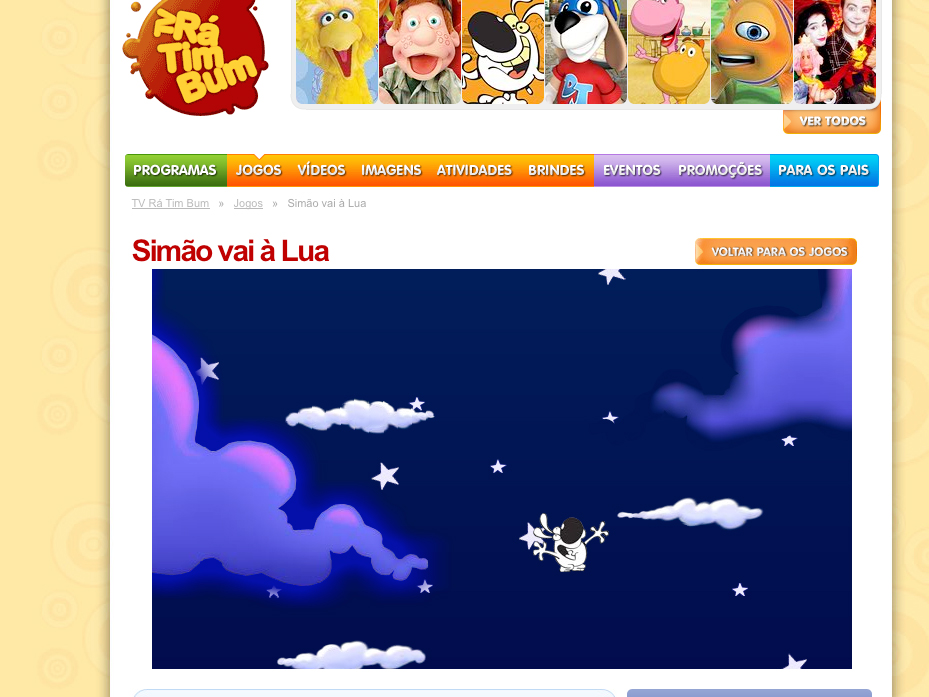 TV Rá
Tim
Bum
VER TODOS
PROGRAMAS JOGOS VÍDEOS IMAGENS ATIVIDADES BRINDES EVENTOS PROMOÇÕES PARA OS PAIS
TV Rá Tim Bum » Jogos » Simão vai à Lua
Simão vai à Lua
VOLTAR PARA OS JOGOS